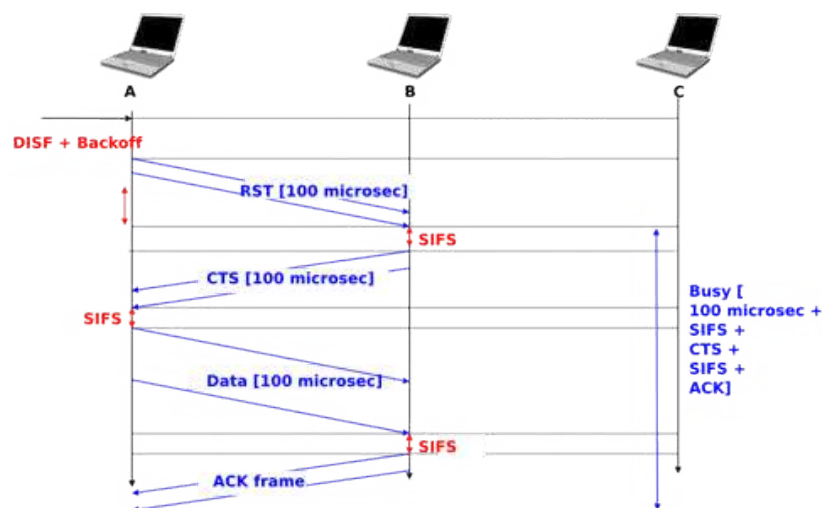 A
B
C
DISF + Backoff
RST [100 microsec]
SIFS
CTS [100 microsec]
SIFS
Busy [
100 microsec +
SIFS +
CTS +
SIFS +
ACK]
Data [100 microsec]
SIFS
ACK frame